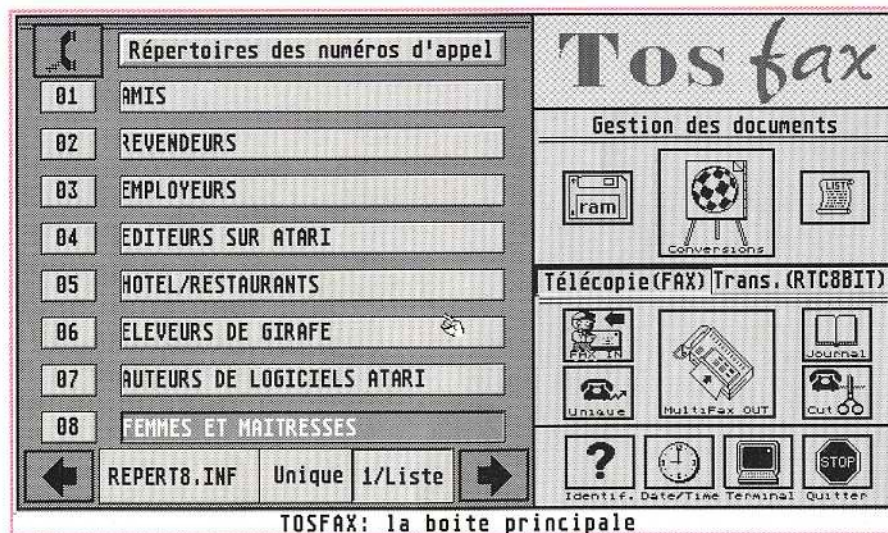 Répertoires des numéros d'appel
01 AMIS
02 REVENDEURS
03 EMPLOYEURS
04 EDITEURS SUR ATARI
05 HOTEL/RESTAURANTS
06 ELEVEURS DE GIRAFE
07 AUTEURS DE LOGICIELS ATARI
08 FEMMES ET MAITRESSES
REPERT8.INF Unique 1/Liste
Tos fax
Gestion des documents
ram
LIST
Conversions
Télécopie(FAX) Trans.(RTC8BIT)
FAX IN
Journal
Unique MultiFax OUT Cut
? STOP
Identif. Date/Time Terminal Quitter
TOSFAX: la boite principale